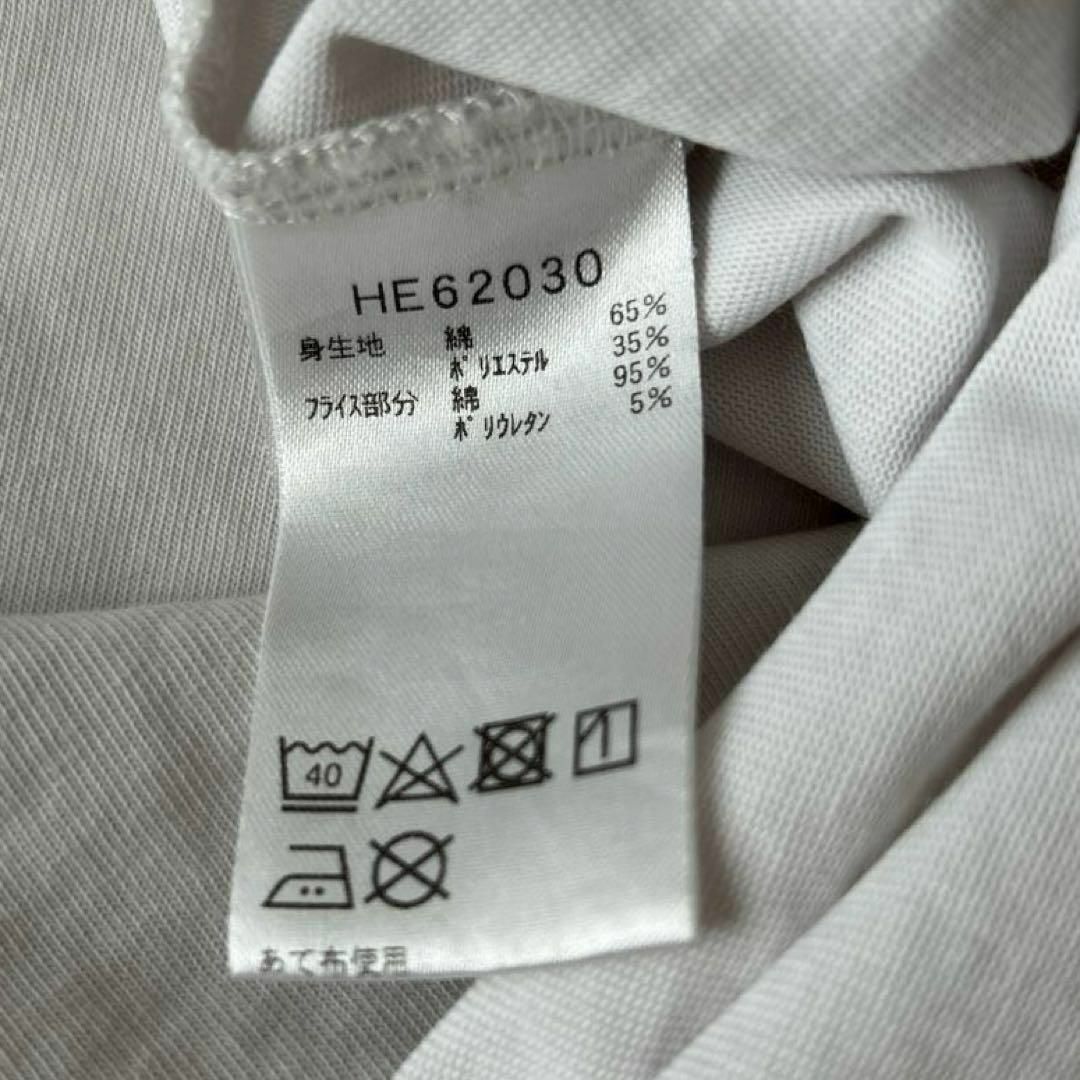 HE62030
身生地 綿 65%
ポリエステル 35%
フライス部分 綿 95%
ポリウレタン 5%
40
あて布使用